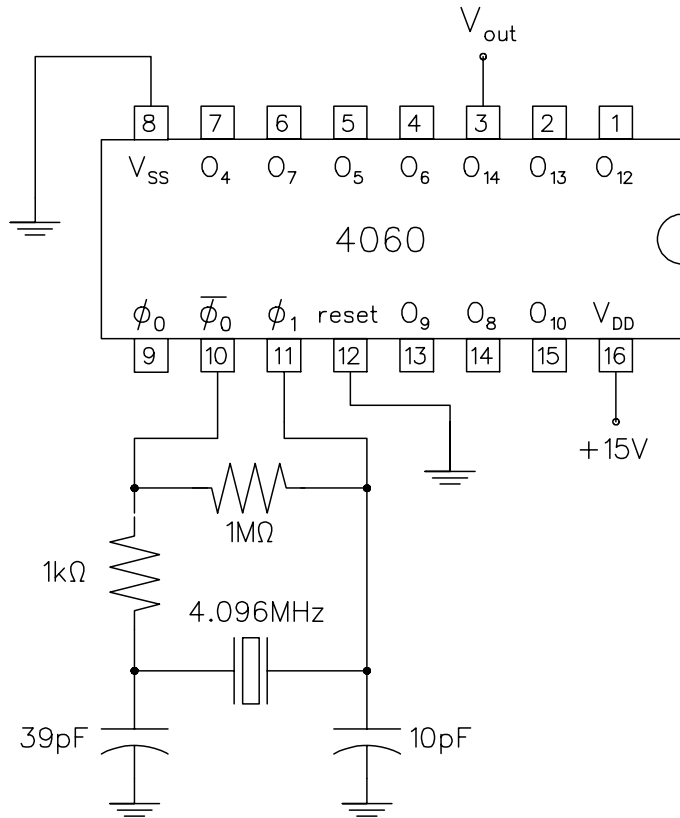 V_out
8 7 6 5 4 3 2 1
V_SS O_4 O_7 O_5 O_6 O_14 O_13 O_12
4060
ϕ_0 ϕ̅_0 ϕ_1 reset O_9 O_8 O_10 V_DD
9 10 11 12 13 14 15 16
+15V
1MΩ
1kΩ
4.096MHz
39pF 10pF